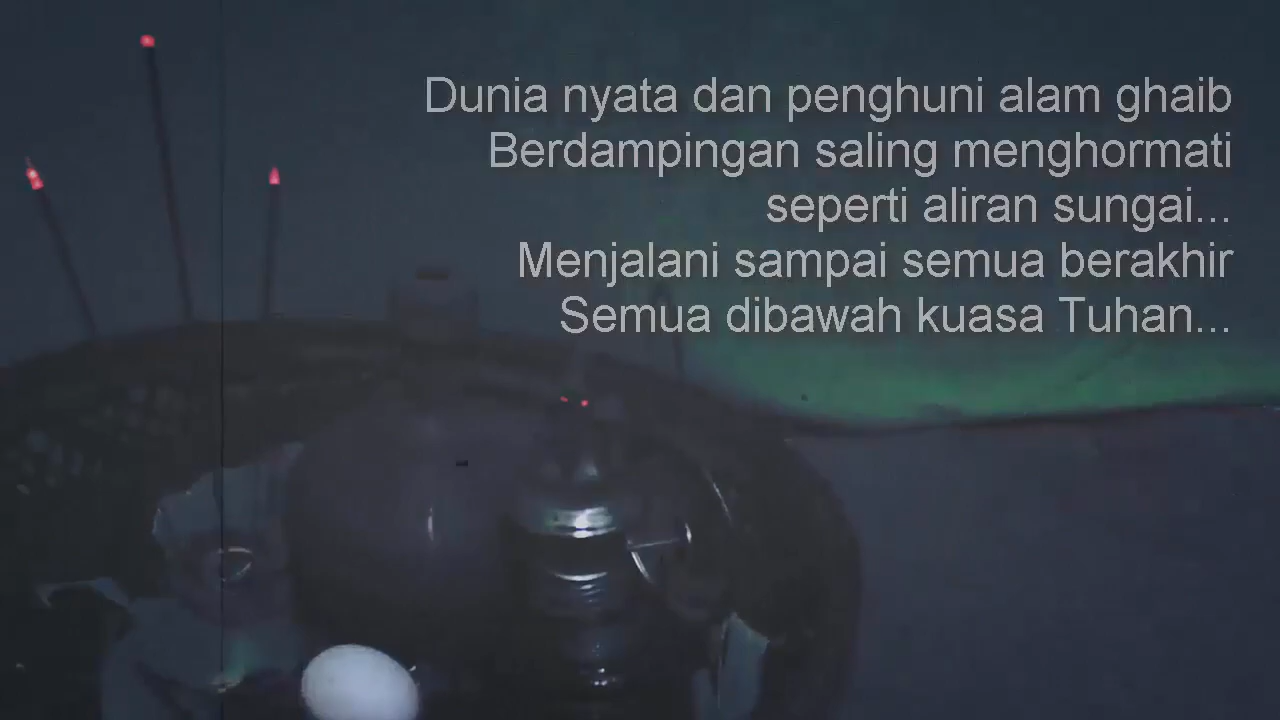 Dunia nyata dan penghuni alam ghaib
Berdampingan saling menghormati
seperti aliran sungai...
Menjalani sampai semua berakhir
Semua dibawah kuasa Tuhan...